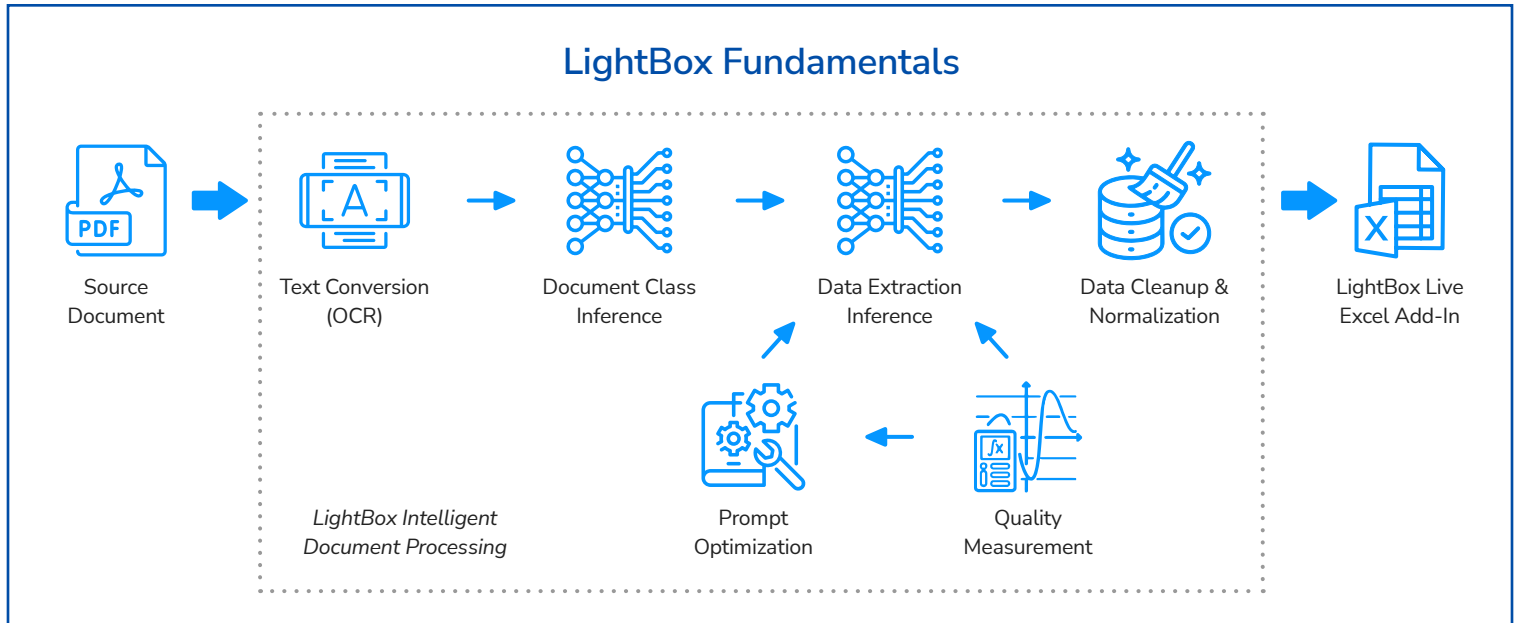 LightBox Fundamentals
PDF
A
X
Source
Document
Text Conversion
(OCR)
Document Class
Inference
Data Extraction
Inference
Data Cleanup &
Normalization
LightBox Live
Excel Add-In
ƒx
LightBox Intelligent
Document Processing
Prompt
Optimization
Quality
Measurement